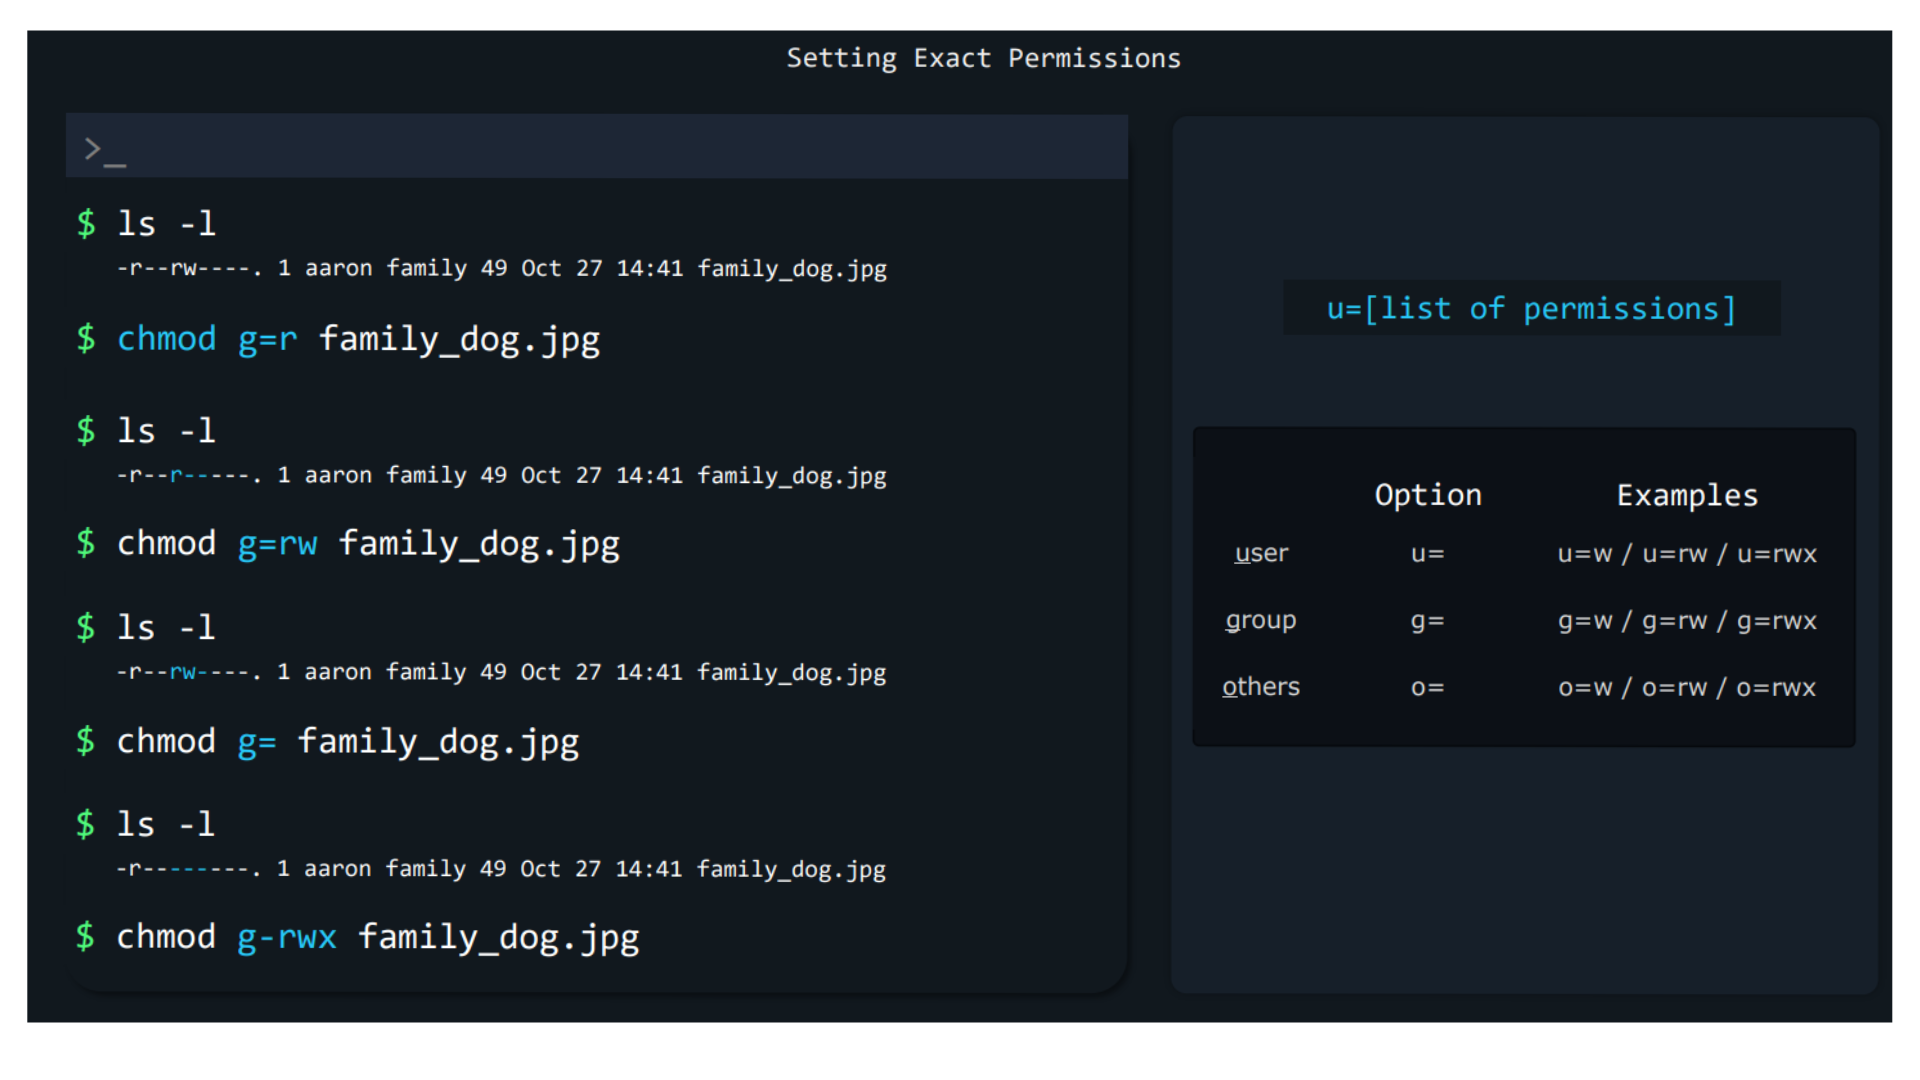 Setting Exact Permissions
>_
$ ls -l
-r--rw----. 1 aaron family 49 Oct 27 14:41 family_dog.jpg
$ chmod g=r family_dog.jpg
$ ls -l
-r--r-----. 1 aaron family 49 Oct 27 14:41 family_dog.jpg
$ chmod g=rw family_dog.jpg
$ ls -l
-r--rw----. 1 aaron family 49 Oct 27 14:41 family_dog.jpg
$ chmod g= family_dog.jpg
$ ls -l
-r--------. 1 aaron family 49 Oct 27 14:41 family_dog.jpg
$ chmod g-rwx family_dog.jpg
u=[list of permissions]
Option Examples
user u= u=w / u=rw / u=rwx
group g= g=w / g=rw / g=rwx
others o= o=w / o=rw / o=rwx